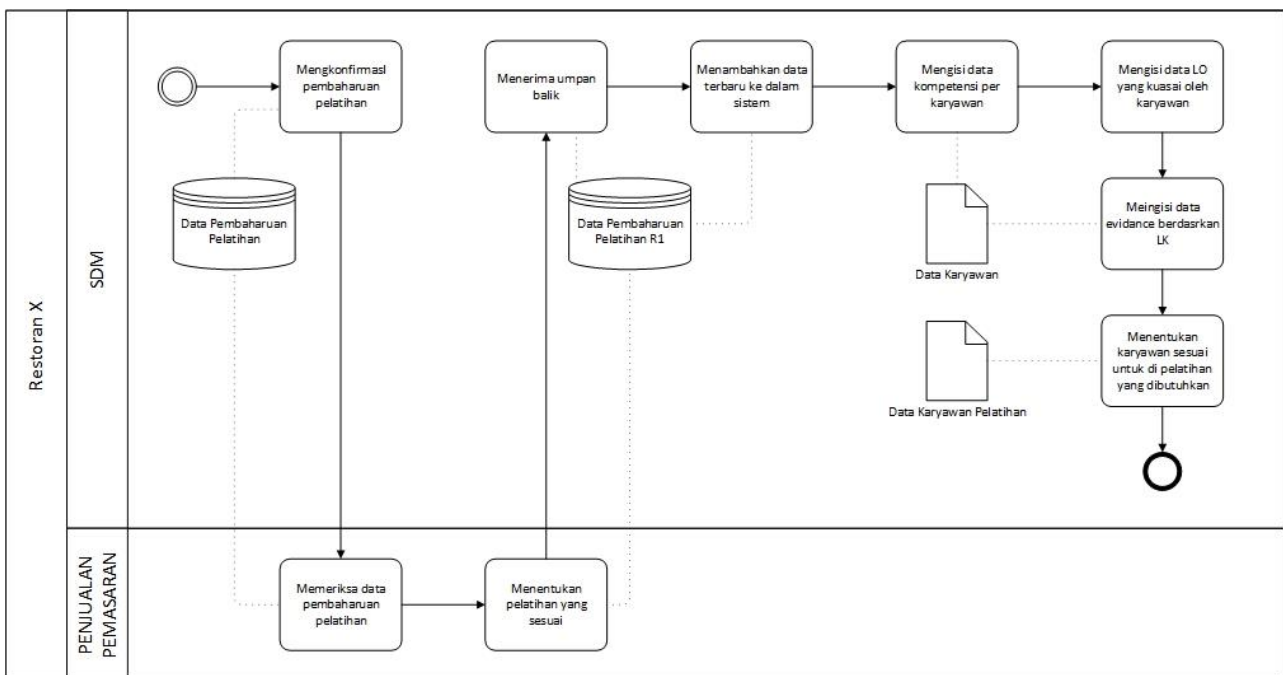 Restoran X
SDM
Mengkonfirmasi
pembaharuan
pelatihan
Menerima umpan
balik
Menambahkan data
terbaru ke dalam
sistem
Mengisi data
kompetensi per
karyawan
Mengisi data LO
yang kuasai oleh
karyawan
Data Pembaharuan
Pelatihan
Data Pembaharuan
Pelatihan R1
Data Karyawan
Meingisi data
evidance berdasrkan
LK
Data Karyawan Pelatihan
Menentukan
karyawan sesuai
untuk di pelatihan
yang dibutuhkan
PENJUALAN
PEMASARAN
Memeriksa data
pembaharuan
pelatihan
Menentukan
pelatihan yang
sesuai